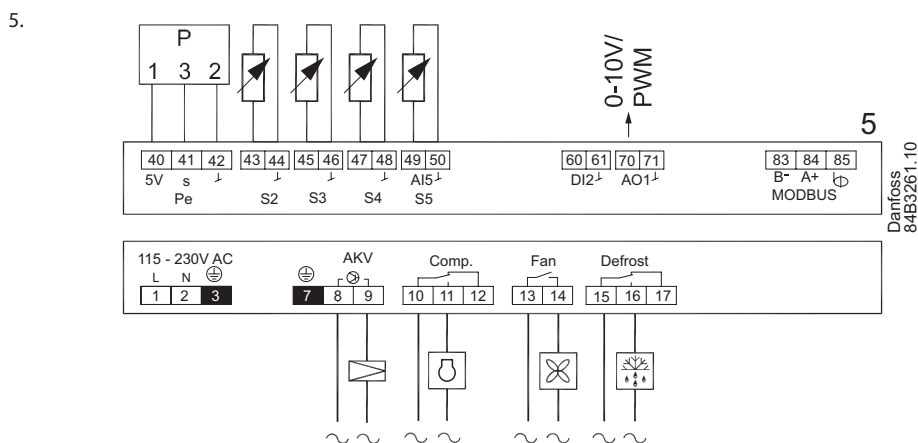 5.
P
1 3 2
0-10V/
PWM
5
40 41 42 43 44 45 46 47 48 49 50 60 61 70 71 83 84 85
5V s AI5 DI2 AO1 B- A+
Pe S2 S3 S4 S5 MODBUS
Danfoss
84B3261.10
115 - 230V AC AKV Comp. Fan Defrost
L N
1 2 3 7 8 9 10 11 12 13 14 15 16 17